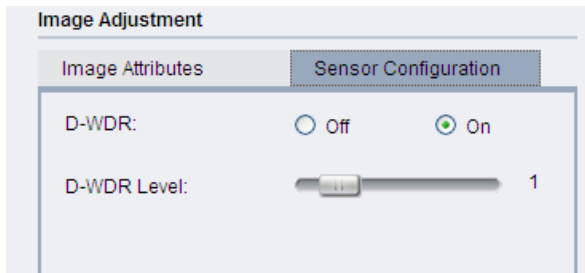 Image Adjustment
Image Attributes Sensor Configuration
D-WDR: Off On
D-WDR Level: 1